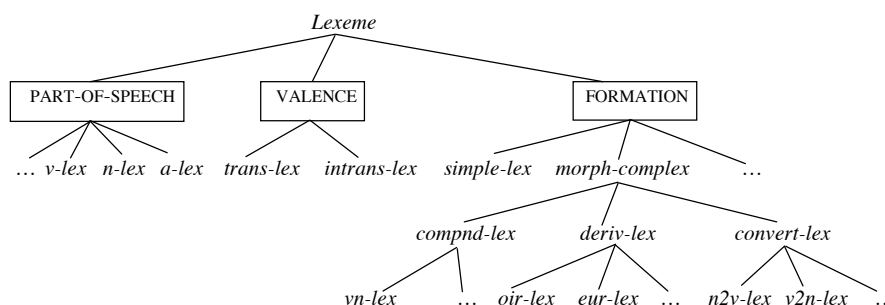 Lexeme
PART-OF-SPEECH VALENCE FORMATION
… v-lex n-lex a-lex trans-lex intrans-lex simple-lex morph-complex …
compnd-lex deriv-lex convert-lex
vn-lex … oir-lex eur-lex … n2v-lex v2n-lex …